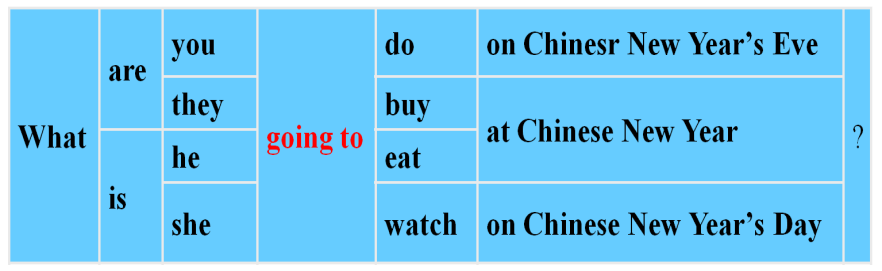 What are you going to do on Chinesr New Year's Eve ?
they buy at Chinese New Year
is he eat
she watch on Chinese New Year's Day